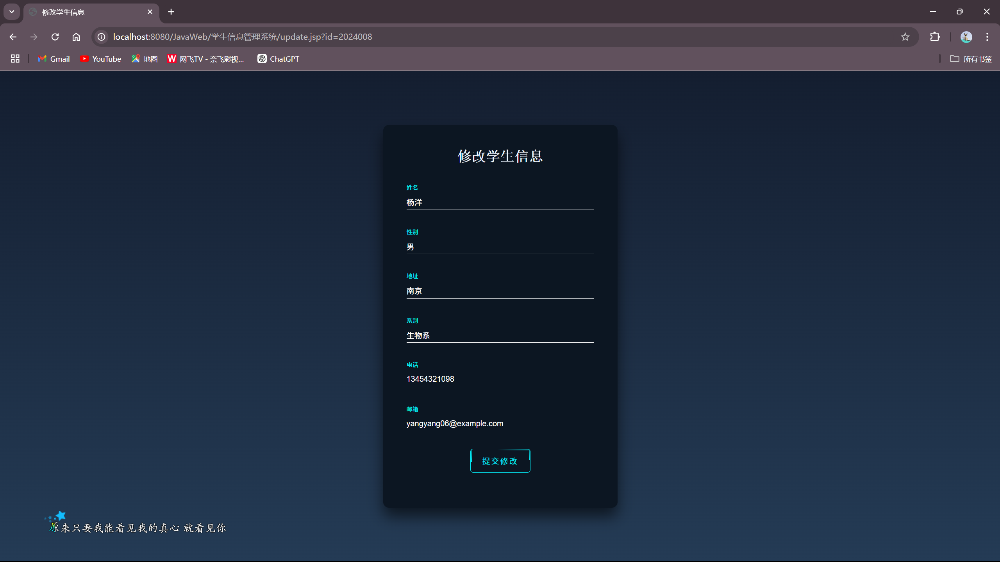 修改学生信息
localhost:8080/JavaWeb/学生信息管理系统/update.jsp?id=2024008
Gmail
YouTube
地图
网飞TV - 奈飞影视...
ChatGPT
所有书签
修改学生信息
姓名
杨洋
性别
男
地址
南京
系别
生物系
电话
13454321098
邮箱
yangyang06@example.com
提交修改
原来只要我能看见我的真心 就看见你